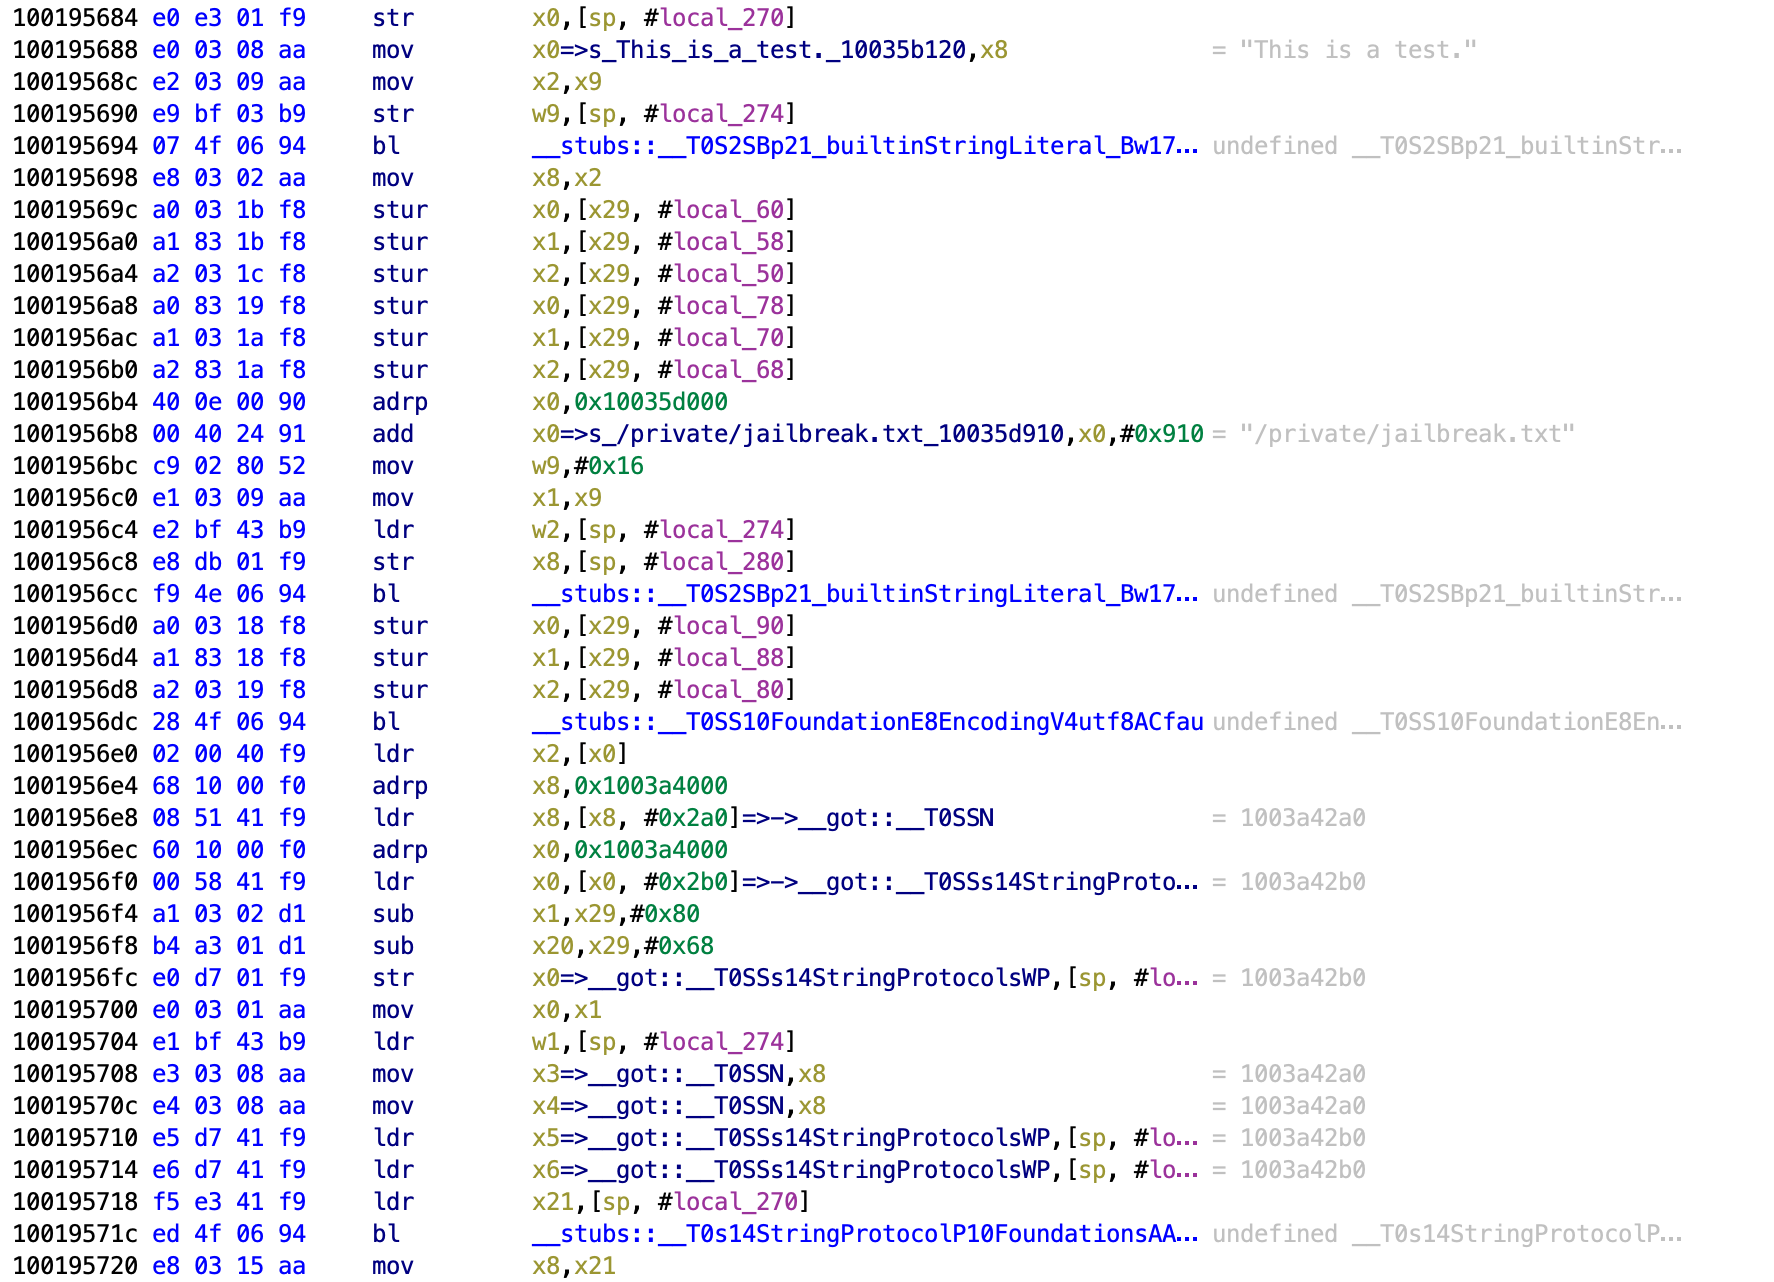 100195684 e0 e3 01 f9 str x0,[sp, #local_270]
100195688 e0 03 08 aa mov x0=>s_This_is_a_test._10035b120,x8 = "This is a test."
10019568c e2 03 09 aa mov x2,x9
100195690 e9 bf 03 b9 str w9,[sp, #local_274]
100195694 07 4f 06 94 bl __stubs::__T0S2SBp21_builtinStringLiteral_Bw17... undefined __T0S2SBp21_builtinStr...
100195698 e8 03 02 aa mov x8,x2
10019569c a0 03 1b f8 stur x0,[x29, #local_60]
1001956a0 a1 83 1b f8 stur x1,[x29, #local_58]
1001956a4 a2 03 1c f8 stur x2,[x29, #local_50]
1001956a8 a0 83 19 f8 stur x0,[x29, #local_78]
1001956ac a1 03 1a f8 stur x1,[x29, #local_70]
1001956b0 a2 83 1a f8 stur x2,[x29, #local_68]
1001956b4 40 0e 00 90 adrp x0,0x10035d000
1001956b8 00 40 24 91 add x0=>s_/private/jailbreak.txt_10035d910,x0,#0x910 = "/private/jailbreak.txt"
1001956bc c9 02 80 52 mov w9,#0x16
1001956c0 e1 03 09 aa mov x1,x9
1001956c4 e2 bf 43 b9 ldr w2,[sp, #local_274]
1001956c8 e8 db 01 f9 str x8,[sp, #local_280]
1001956cc f9 4e 06 94 bl __stubs::__T0S2SBp21_builtinStringLiteral_Bw17... undefined __T0S2SBp21_builtinStr...
1001956d0 a0 03 18 f8 stur x0,[x29, #local_90]
1001956d4 a1 83 18 f8 stur x1,[x29, #local_88]
1001956d8 a2 03 19 f8 stur x2,[x29, #local_80]
1001956dc 28 4f 06 94 bl __stubs::__T0SS10FoundationE8EncodingV4utf8ACfau undefined __T0SS10FoundationE8En...
1001956e0 02 00 40 f9 ldr x2,[x0]
1001956e4 68 10 00 f0 adrp x8,0x1003a4000
1001956e8 08 51 41 f9 ldr x8,[x8, #0x2a0]=>->__got::__T0SSN = 1003a42a0
1001956ec 60 10 00 f0 adrp x0,0x1003a4000
1001956f0 00 58 41 f9 ldr x0,[x0, #0x2b0]=>->__got::__T0SSs14StringProto... = 1003a42b0
1001956f4 a1 03 02 d1 sub x1,x29,#0x80
1001956f8 b4 a3 01 d1 sub x20,x29,#0x68
1001956fc e0 d7 01 f9 str x0=>__got::__T0SSs14StringProtocolsWP,[sp, #lo... = 1003a42b0
100195700 e0 03 01 aa mov x0,x1
100195704 e1 bf 43 b9 ldr w1,[sp, #local_274]
100195708 e3 03 08 aa mov x3=>__got::__T0SSN,x8 = 1003a42a0
10019570c e4 03 08 aa mov x4=>__got::__T0SSN,x8 = 1003a42a0
100195710 e5 d7 41 f9 ldr x5=>__got::__T0SSs14StringProtocolsWP,[sp, #lo... = 1003a42b0
100195714 e6 d7 41 f9 ldr x6=>__got::__T0SSs14StringProtocolsWP,[sp, #lo... = 1003a42b0
100195718 f5 e3 41 f9 ldr x21,[sp, #local_270]
10019571c ed 4f 06 94 bl __stubs::__T0s14StringProtocolP10FoundationsAA... undefined __T0s14StringProtocolP...
100195720 e8 03 15 aa mov x8,x21